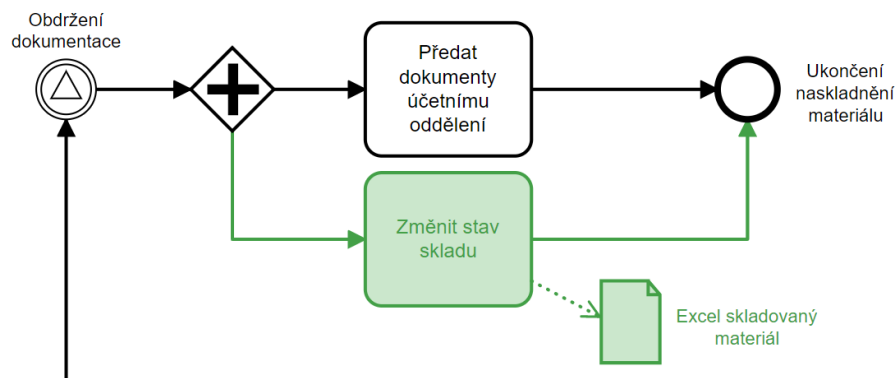 Obdržení
dokumentace
Předat
dokumenty
účetnímu
oddělení
Ukončení
naskladnění
materiálu
Změnit stav
skladu
Excel skladovaný
materiál